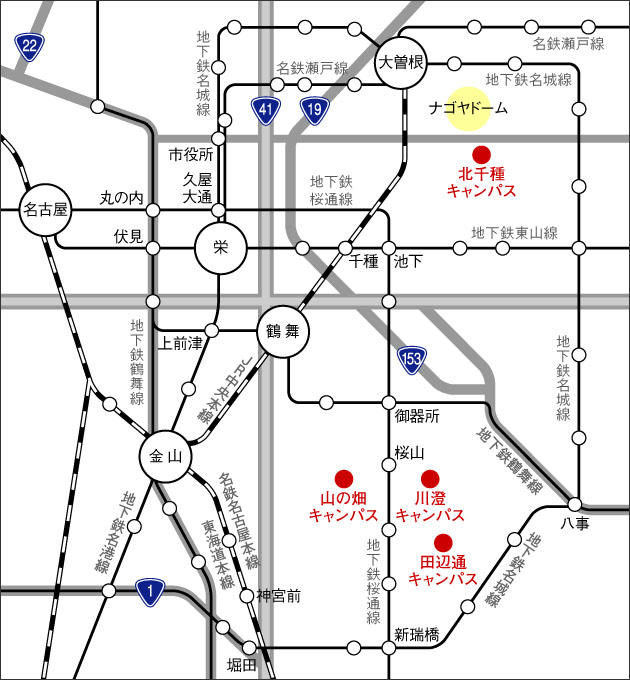 22
地下鉄名城線
名鉄瀬戸線
大曽根
名鉄瀬戸線
地下鉄名城線
41
19
ナゴヤドーム
市役所
北千種
キャンパス
久屋
大通
地下鉄
桜通線
丸の内
名古屋
伏見
栄
地下鉄東山線
千種
池下
鶴舞
上前津
地下鉄鶴舞線
153
地下鉄名城線
JR中央本線
御器所
地下鉄鶴舞線
金山
桜山
山の畑
キャンパス
川澄
キャンパス
名鉄名古屋本線
東海道本線
地下鉄名港線
八事
田辺通
キャンパス
地下鉄桜通線
地下鉄名城線
1
神宮前
新瑞橋
堀田